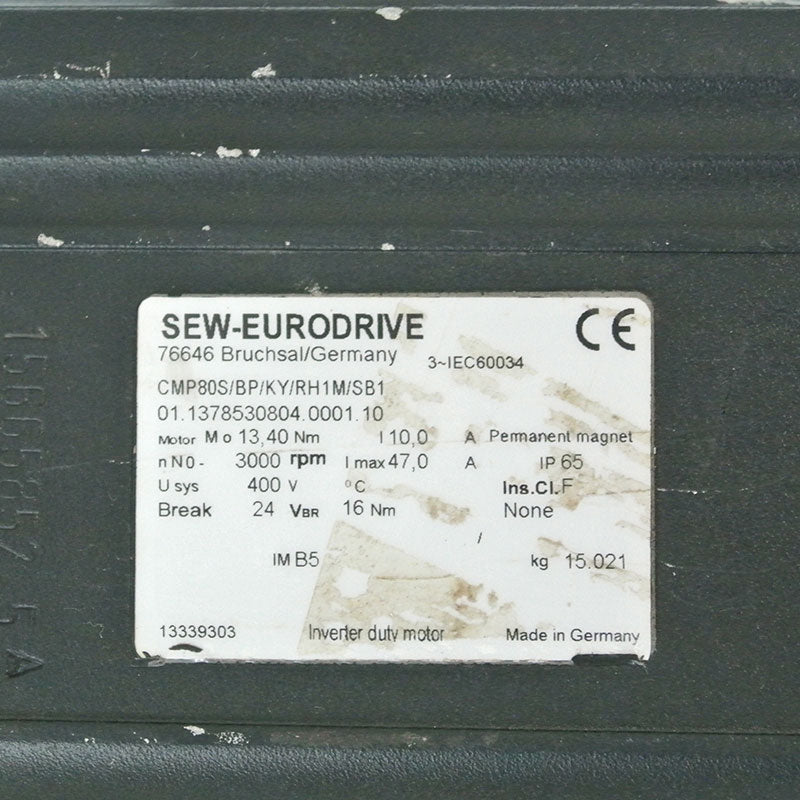 SEW-EURODRIVE CE
76646 Bruchsal/Germany 3~IEC60034
CMP80S/BP/KY/RH1M/SB1
01.1378530804.0001.10
Motor Mo 13,40 Nm I 10,0 A Permanent magnet
nN0- 3000 rpm I max 47,0 A IP 65
U sys 400 V °C Ins.Cl. F
Break 24 VBR 16 Nm None
/
IM B5 kg 15.021
13339303 Inverter duty motor Made in Germany